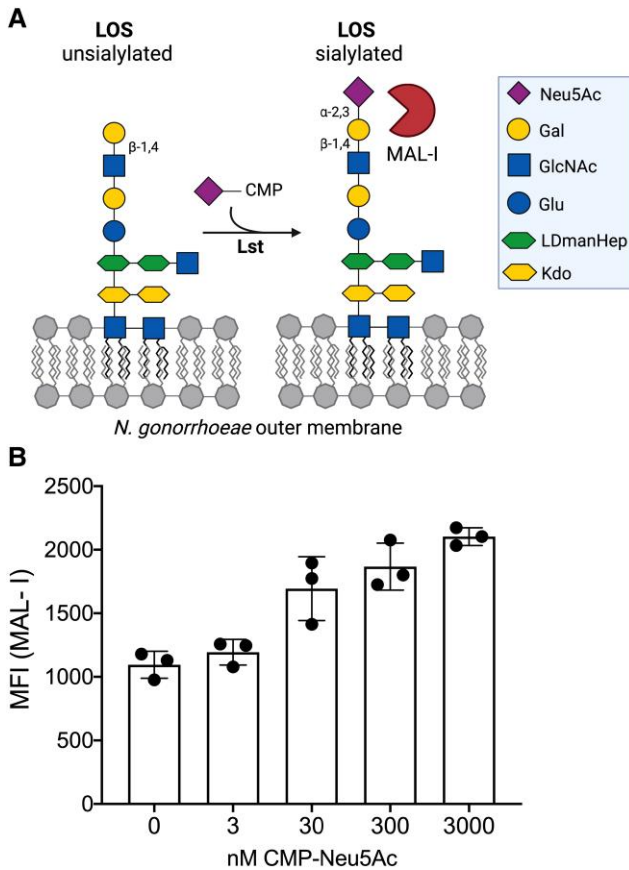 A
LOS
unsialylated
LOS
sialylated
β-1,4
CMP
Lst
α-2,3
β-1,4
MAL-I
Neu5Ac
Gal
GlcNAc
Glu
LDmanHep
Kdo
N. gonorrhoeae outer membrane
B
MFI (MAL- I)
2500
2000
1500
1000
500
0
0 3 30 300 3000
nM CMP-Neu5Ac